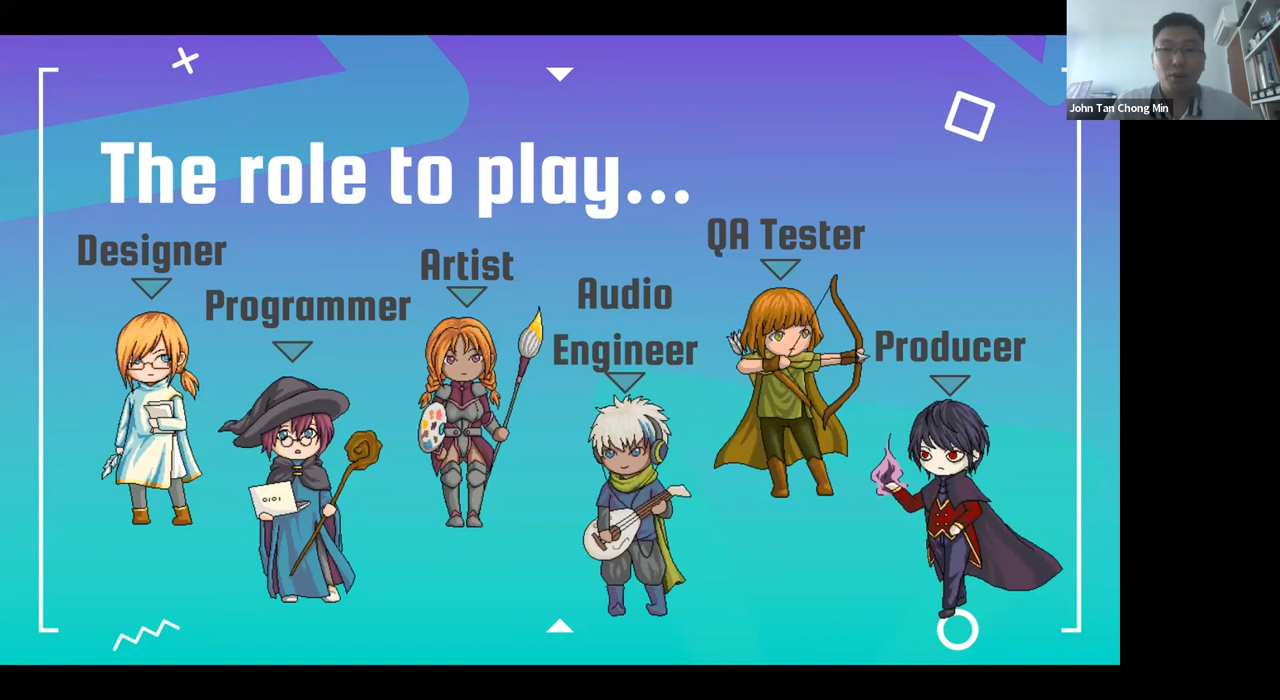 John Tan Chong Min
The role to play...
Designer
Programmer
Artist
Audio
Engineer
QA Tester
Producer
0101